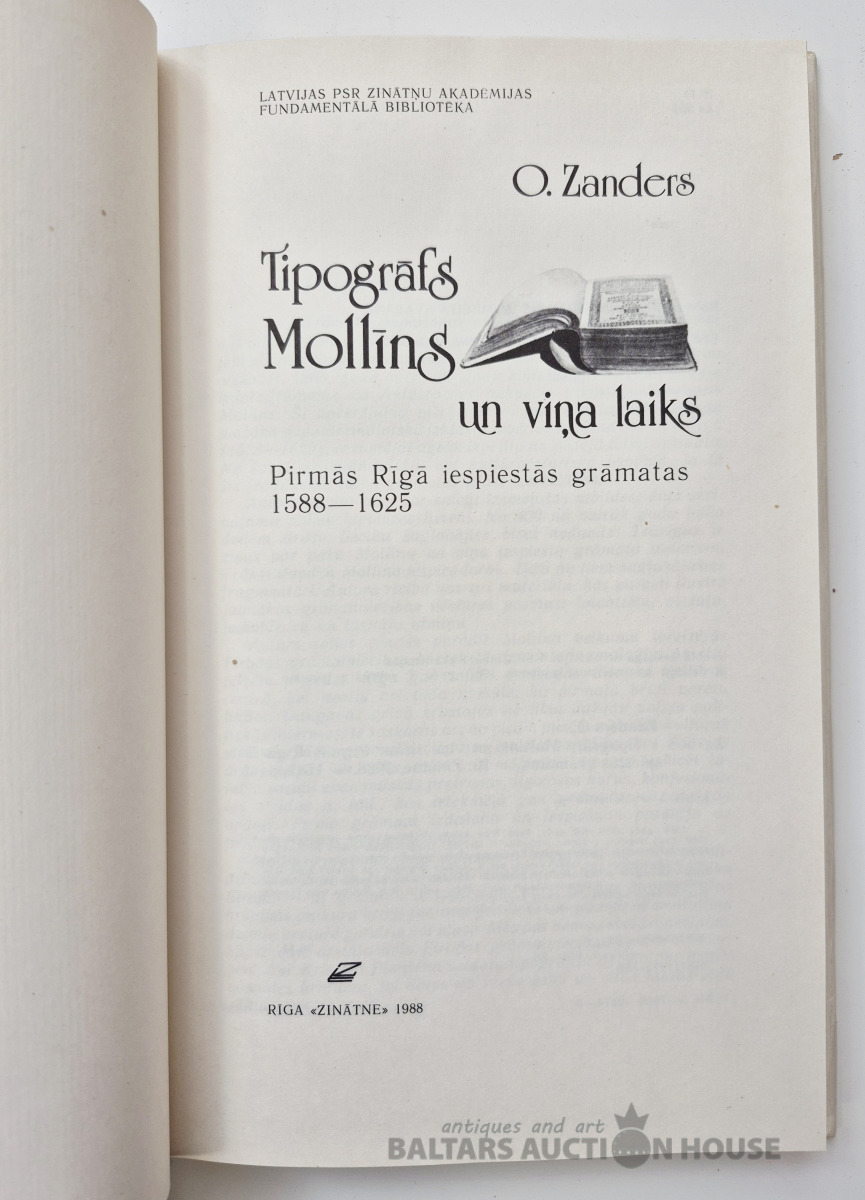 LATVIJAS PSR ZINĀTŅU AKADĒMIJAS
FUNDAMENTĀLĀ BIBLIOTĒKA
O. Zanders
Tipogrāfs
Mollīns
un viņa laiks
Pirmās Rīgā iespiestās grāmatas
1588—1625
RĪGA «ZINĀTNE» 1988
antiques and art
BALTARS AUCTION HOUSE